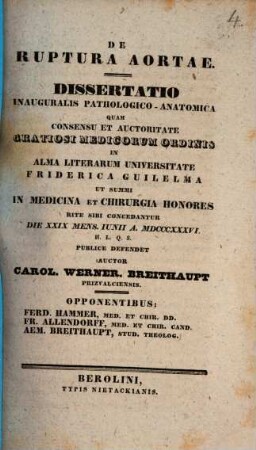 4
DE
RUPTURA AORTAE.
DISSERTATIO
INAUGURALIS PATHOLOGICO-ANATOMICA
QUAM
CONSENSU ET AUCTORITATE
GRATIOSI MEDICORUM ORDINIS
IN
ALMA LITERARUM UNIVERSITATE
FRIDERICA GUILELMA
UT SUMMI
IN MEDICINA ET CHIRURGIA HONORES
RITE SIBI CONCEDANTUR
DIE XXIX MENS. IUNII A. MDCCCXXXVI.
H. L. Q. S.
PUBLICE DEFENDET
AUCTOR
CAROL. WERNER. BREITHAUPT
PRIZVALCIENSIS.
OPPONENTIBUS:
FERD. HAMMER, MED. ET CHIR. DD.
FR. ALLENDORFF, MED. ET CHIR. CAND.
AEM. BREITHAUPT, STUD. THEOLOG.
BEROLINI,
TYPIS NIETACKIANIS.